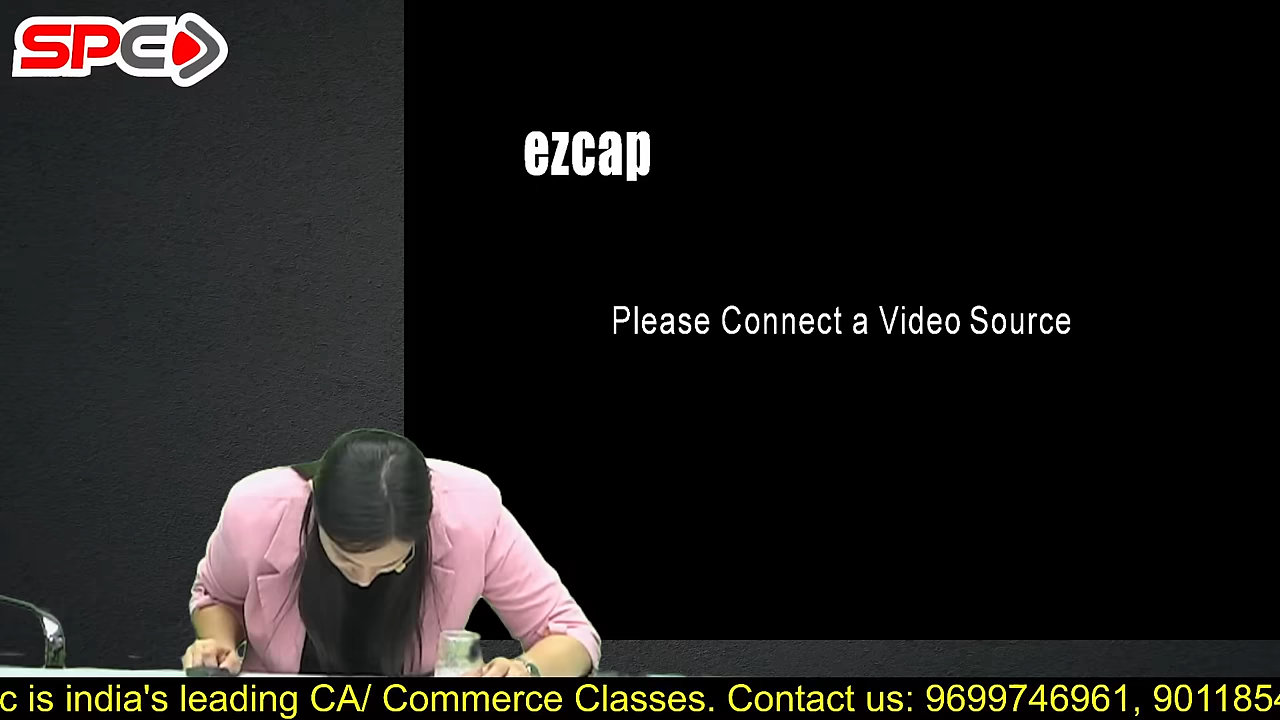 SPC
ezcap
Please Connect a Video Source
c is india's leading CA/ Commerce Classes. Contact us: 9699746961, 901185